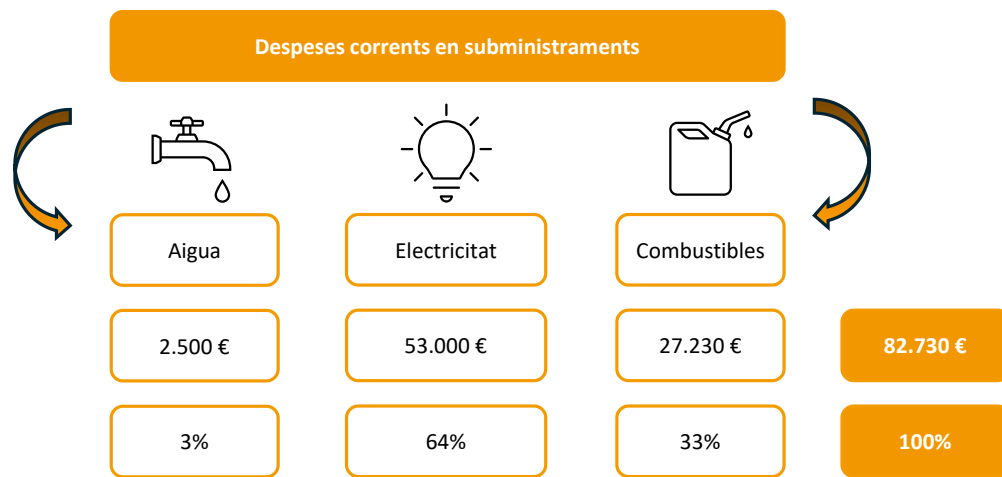 Despeses corrents en subministraments
Aigua
Electricitat
Combustibles
2.500 €
53.000 €
27.230 €
82.730 €
3%
64%
33%
100%